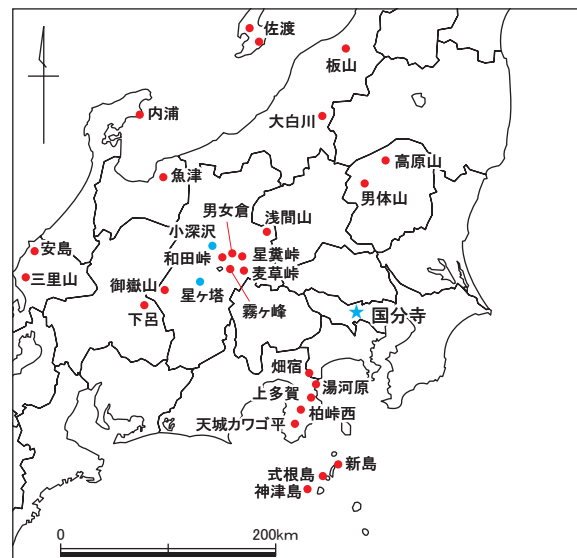 佐渡
板山
内浦
大白川
高原山
魚津
男体山
男女倉
浅間山
小深沢
安島
和田峠
星糞峠
麦草峠
三里山
御嶽山
星ヶ塔
霧ヶ峰
下呂
国分寺
畑宿
湯河原
上多賀
柏峠西
天城カワゴ平
新島
式根島
神津島
0
200km